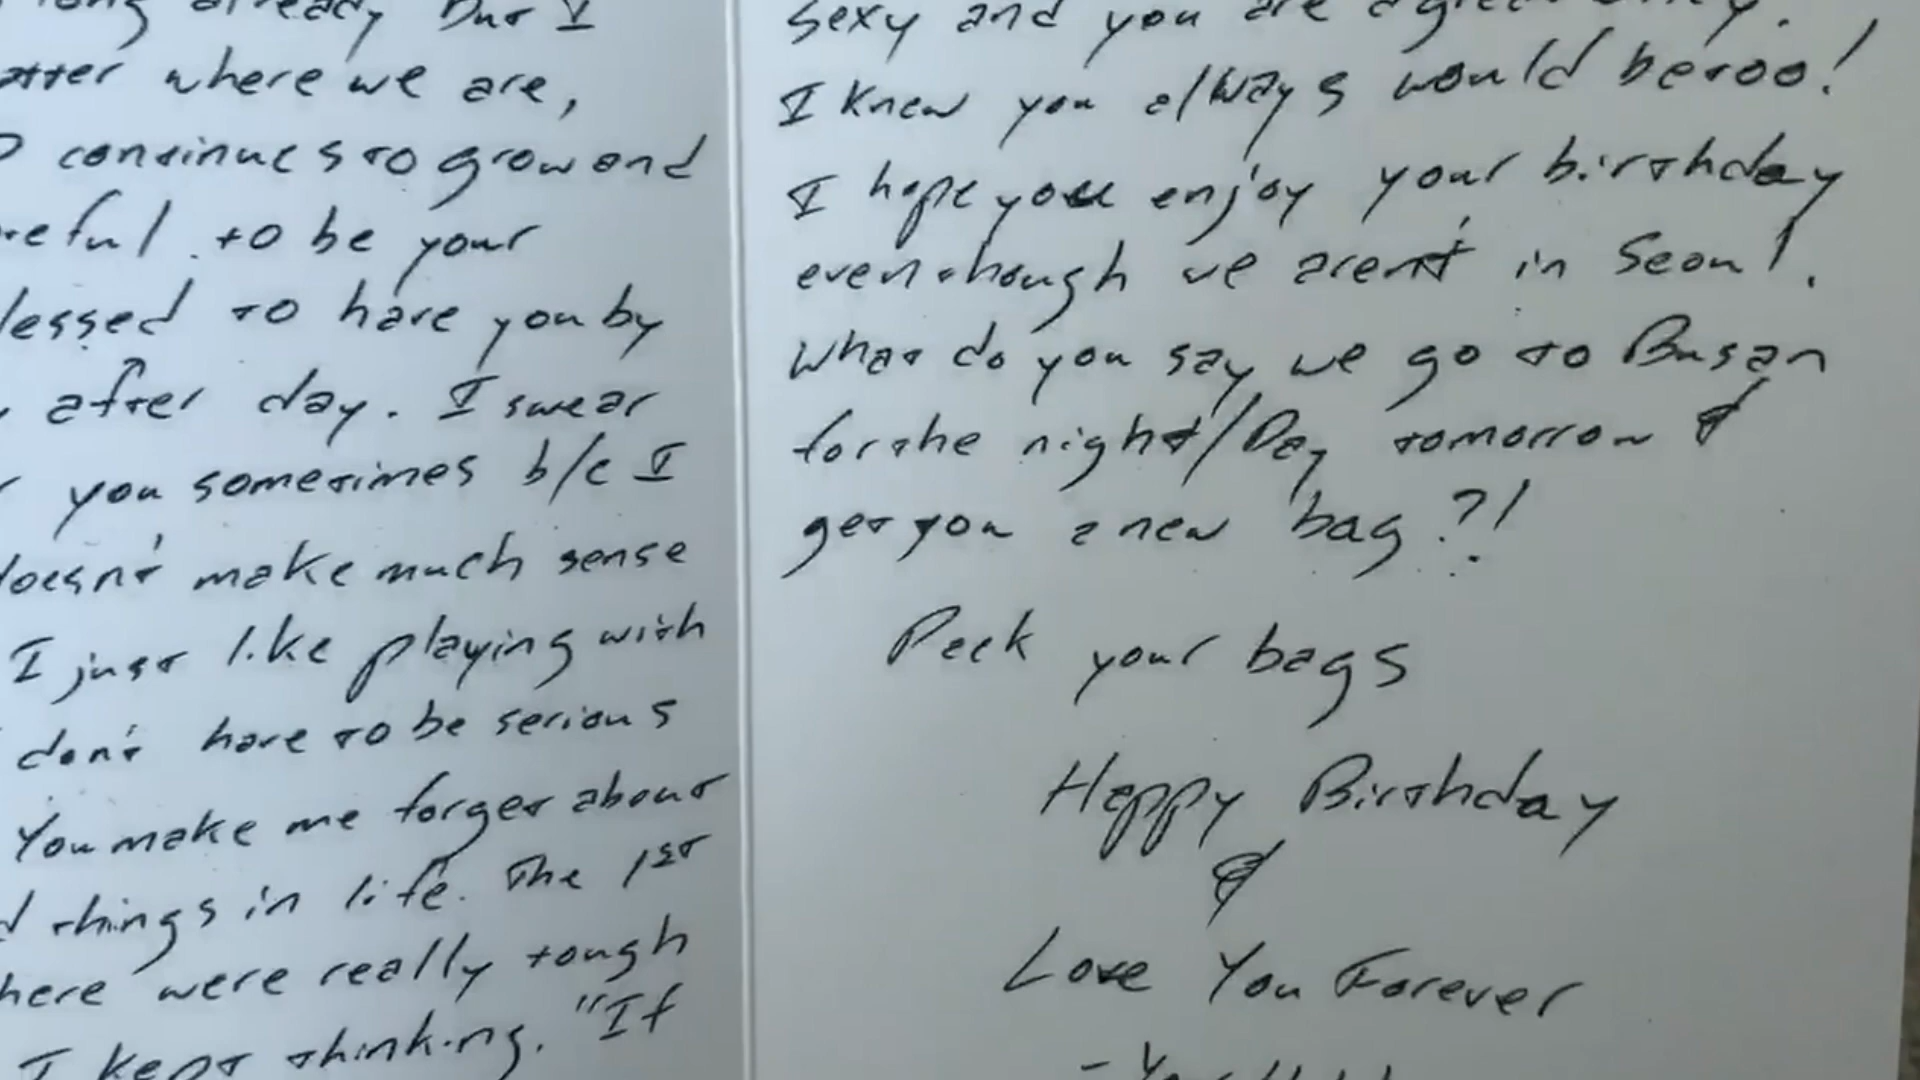 long already But I
where we are,
continues to grow and
to be your
to have you by
after day. I swear
you sometimes b/c I
doesn't make much sense
I just like playing with
don't have to be serious
You make me forget about
things in life. The 1st
here were really tough
I kept thinking. "If
sexy and you are a great
I knew you always would be too!
I hope you enjoy your birthday
even though we aren't in Seoul.
What do you say we go to Busan
for the night/Day tomorrow &
get you a new bag?!
Pack your bags
Happy Birthday
&
Love You Forever